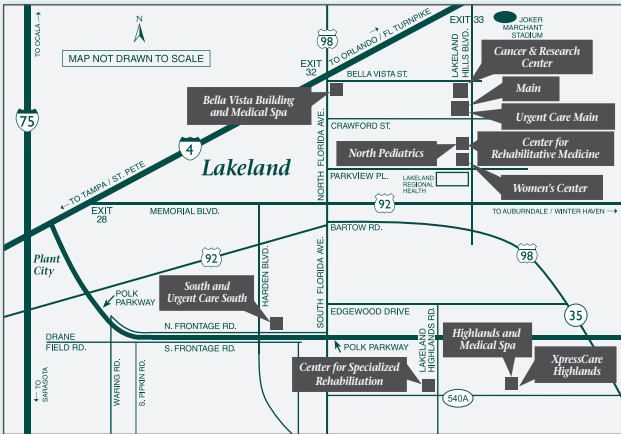 TO OCALA →
N
MAP NOT DRAWN TO SCALE
98
TO ORLANDO / FL TURNPIKE
→
EXIT 33
JOKER
MARCHANT
STADIUM
EXIT
32
BELLA VISTA ST.
LAKELAND
HILLS BLVD.
Cancer & Research
Center
Main
Bella Vista Building
and Medical Spa
Urgent Care Main
75
4
CRAWFORD ST.
Lakeland
North Pediatrics
Center for
Rehabilitative Medicine
NORTH FLORIDA AVE.
PARKVIEW PL.
LAKELAND
REGIONAL
HEALTH
Women's Center
← TO TAMPA / ST. PETE
EXIT
28
MEMORIAL BLVD.
92
TO AUBURNDALE / WINTER HAVEN →
BARTOW RD.
92
98
Plant
City
HARDEN BLVD.
SOUTH FLORIDA AVE.
South and
Urgent Care South
POLK
PARKWAY
EDGEWOOD DRIVE
35
N. FRONTAGE RD.
DRANE
FIELD RD.
S. FRONTAGE RD.
POLK PARKWAY
LAKELAND
HIGHLANDS RD.
Highlands and
Medical Spa
Center for Specialized
Rehabilitation
XpressCare
Highlands
← TO
SARASOTA
WARING RD.
S. PIPKIN RD.
540A